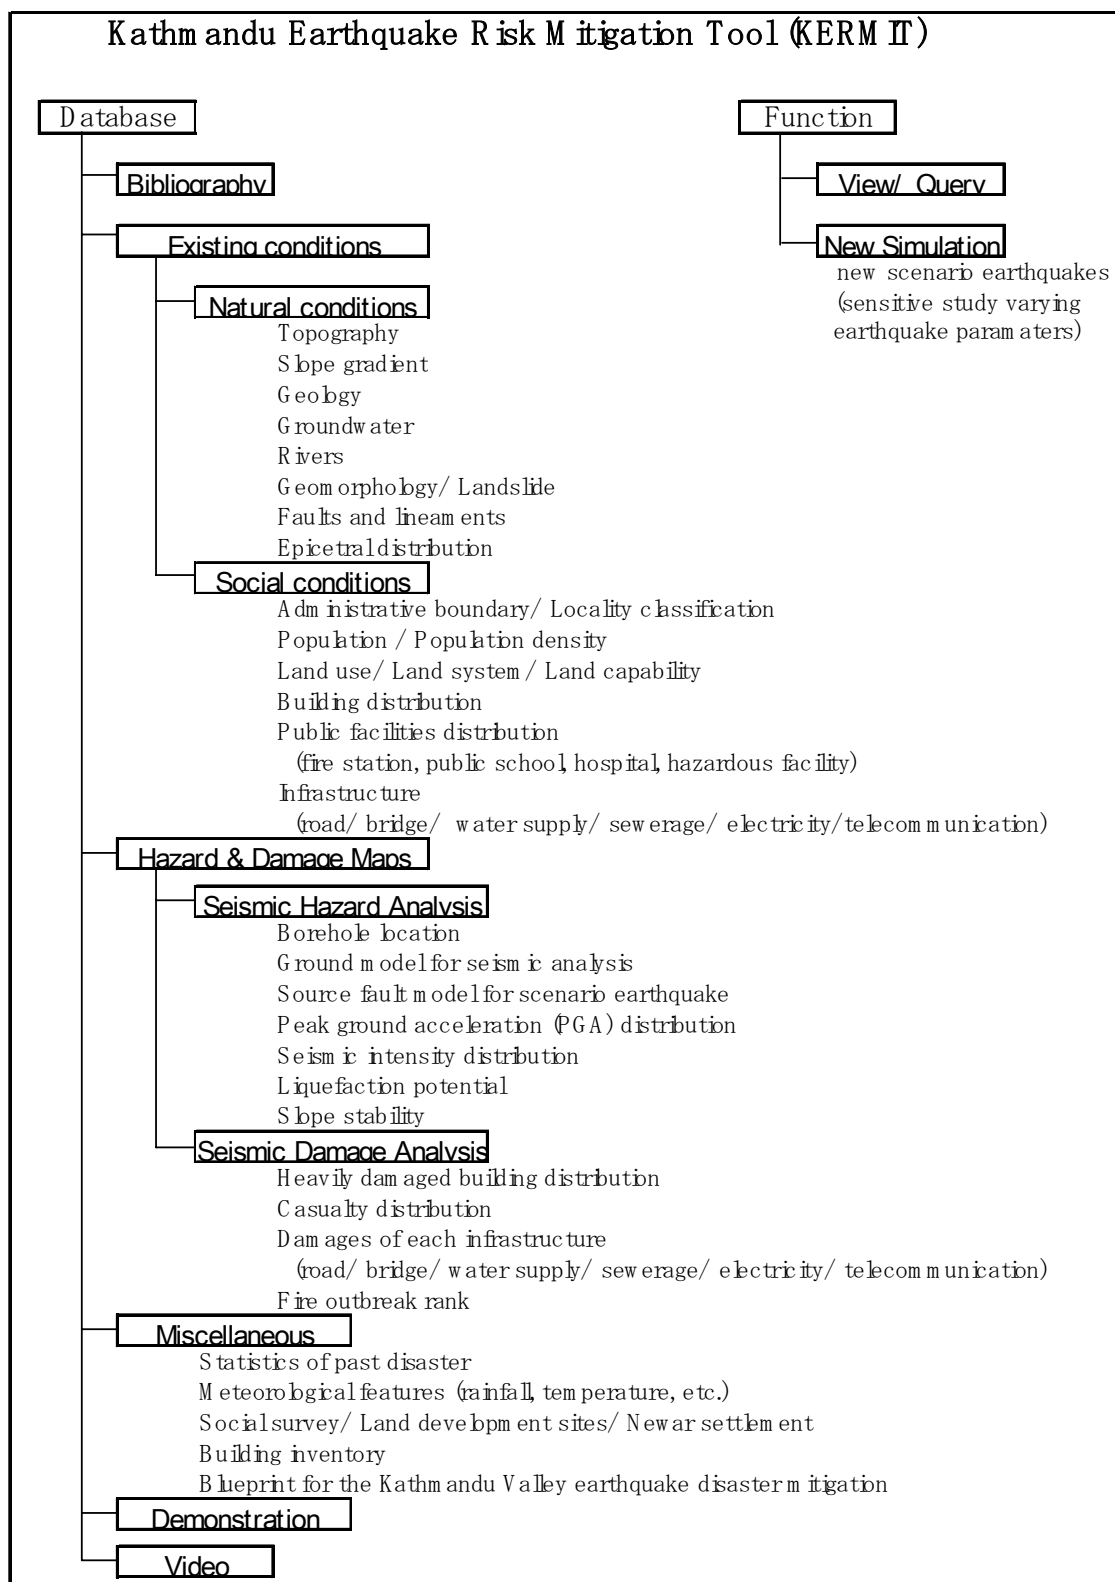 Kathmandu Earthquake Risk Mitigation Tool (KERMIT)
Database
Function
Bibliography
View/ Query
Existing conditions
New Simulation
new scenario earthquakes
(sensitive study varying
earthquake paramaters)
Natural conditions
Topography
Slope gradient
Geology
Groundwater
Rivers
Geomorphology/ Landslide
Faults and lineaments
Epicetral distribution
Social conditions
Administrative boundary/ Locality classification
Population / Population density
Land use/ Land system/ Land capability
Building distribution
Public facilities distribution
(fire station, public school, hospital, hazardous facility)
Infrastructure
(road/ bridge/ water supply/ sewerage/ electricity/telecommunication)
Hazard & Damage Maps
Seismic Hazard Analysis
Borehole location
Ground model for seismic analysis
Source fault model for scenario earthquake
Peak ground acceleration (PGA) distribution
Seismic intensity distribution
Liquefaction potential
Slope stability
Seismic Damage Analysis
Heavily damaged building distribution
Casualty distribution
Damages of each infrastructure
(road/ bridge/ water supply/ sewerage/ electricity/ telecommunication)
Fire outbreak rank
Miscellaneous
Statistics of past disaster
Meteorological features (rainfall, temperature, etc.)
Social survey/ Land development sites/ Newar settlement
Building inventory
Blueprint for the Kathmandu Valley earthquake disaster mitigation
Demonstration
Video